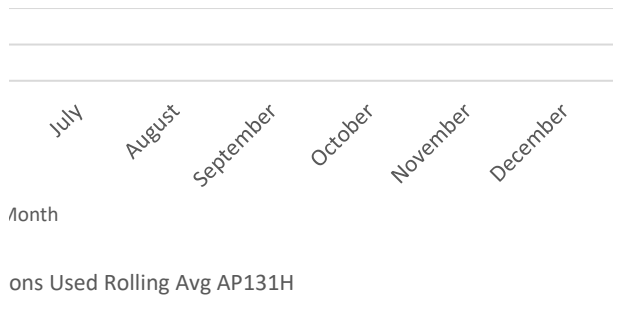 July August September October November December
Month
ons Used Rolling Avg AP131H